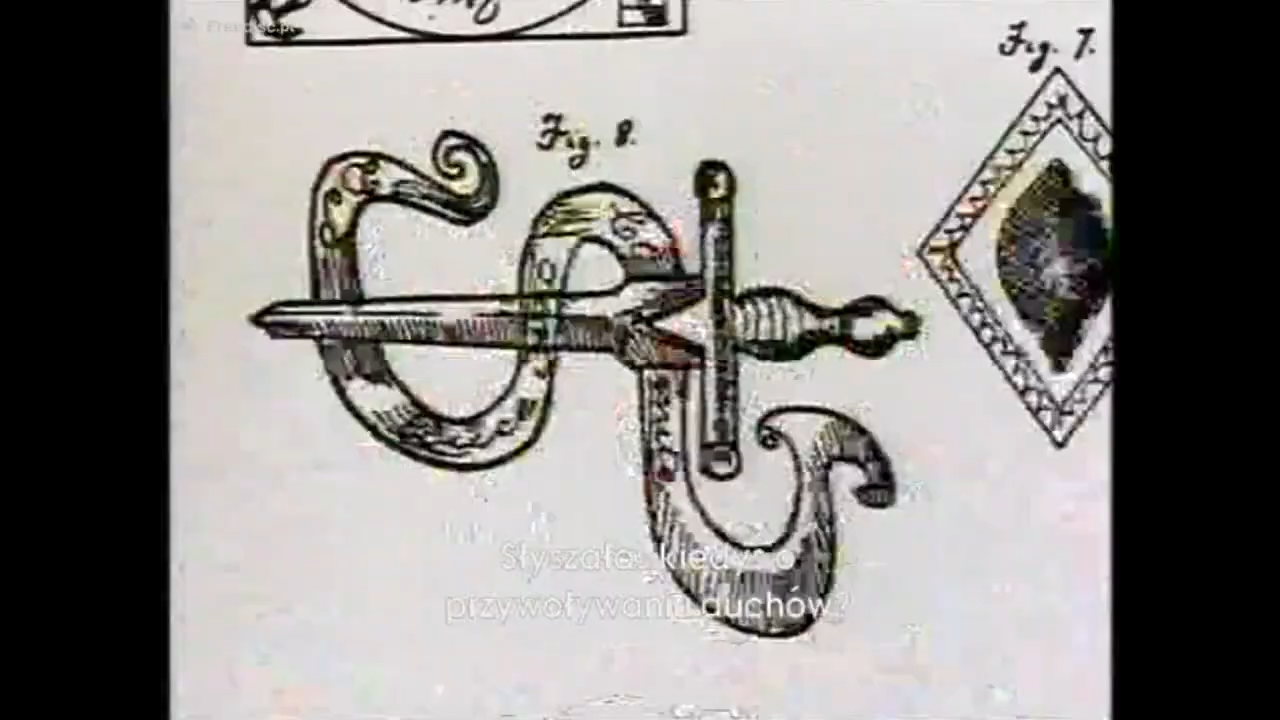 Fig. 7.
Fig. 8.
Słyszałeś kiedyś o
przywoływaniu duchów?